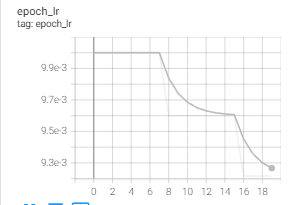 epoch_lr
tag: epoch_lr
9.9e-3
9.7e-3
9.5e-3
9.3e-3
0 2 4 6 8 10 12 14 16 18